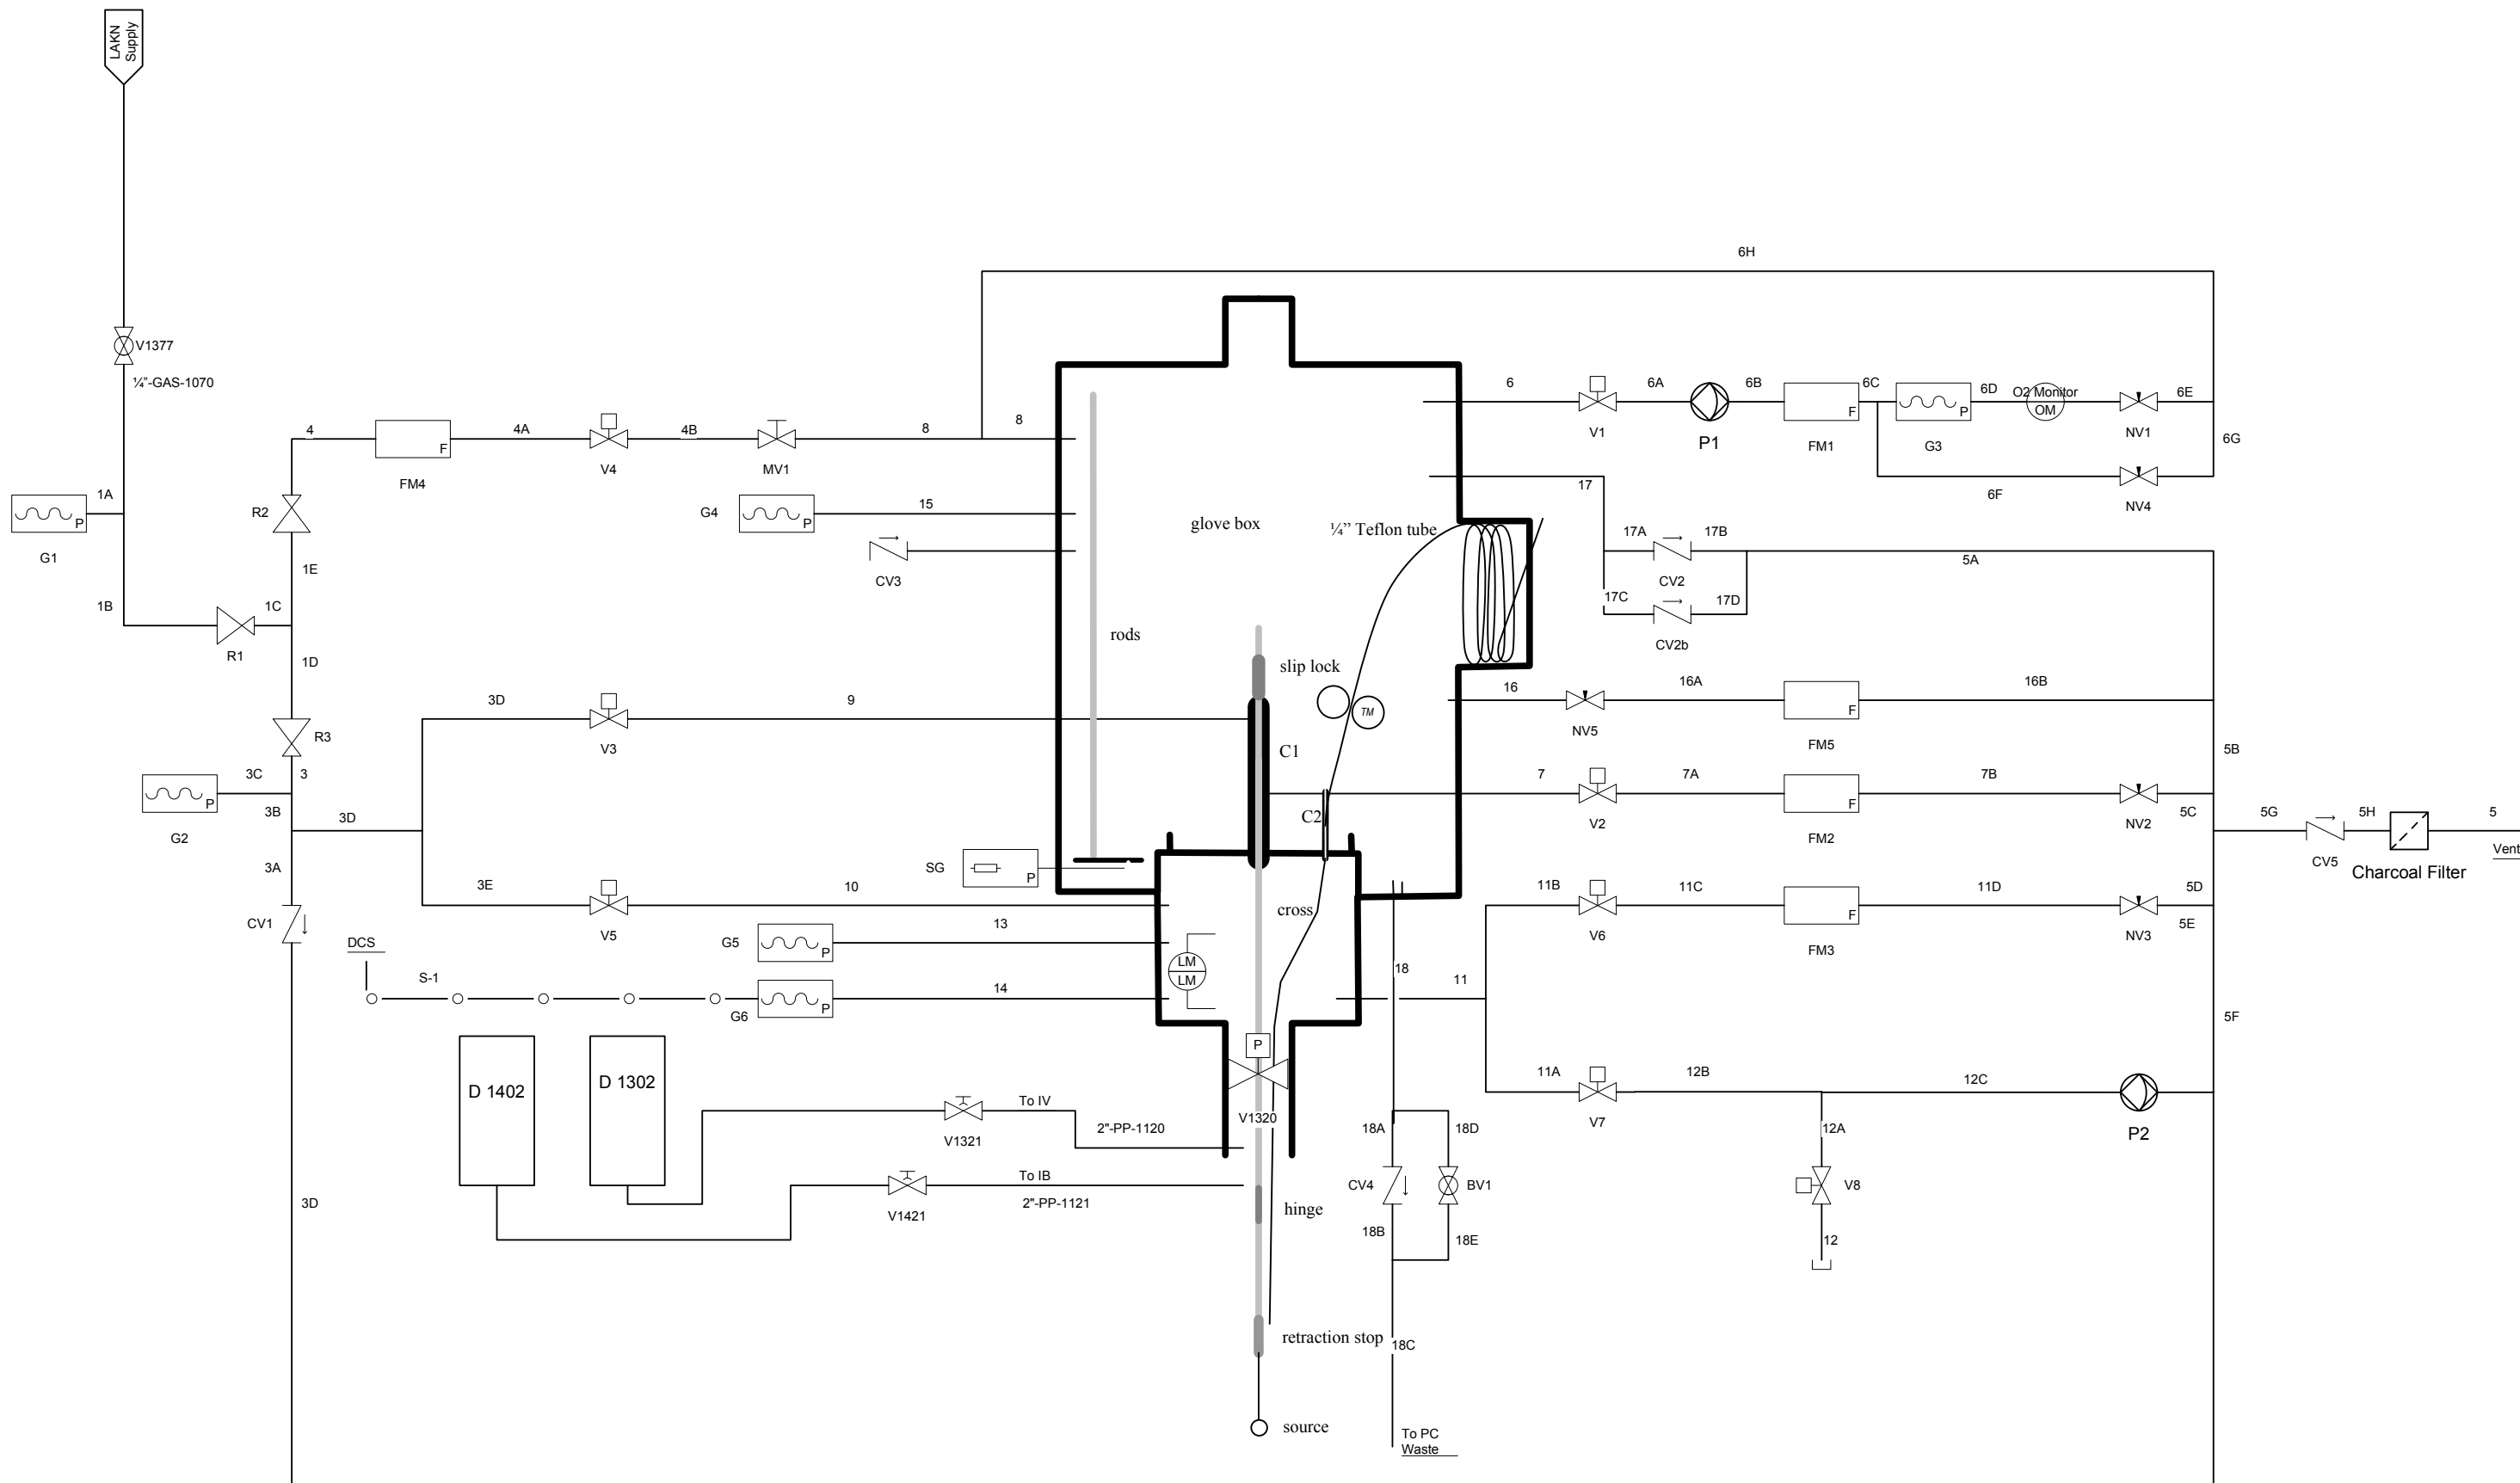 LAKN
Supply
6H
V1377
¼"-GAS-1070
6
6A
6B
6C
6D
O2 Monitor
OM
6E
F
P
V1
P1
FM1
G3
NV1
6G
6F
NV4
4
4A
4B
8
8
F
FM4
V4
MV1
1A
P
G1
R2
G4
P
15
17
glove box
¼” Teflon tube
17A
17B
5A
CV3
CV2
1E
1B
1C
17C
17D
CV2b
R1
rods
1D
slip lock
TM
3D
9
16
16A
16B
V3
R3
NV5
F
FM5
C1
5B
3C
3
P
G2
3B
3D
7
7A
7B
F
V2
FM2
NV2
C2
5C
5G
5H
5
CV5
Charcoal Filter
Vent
3A
SG
P
3E
10
11B
11C
11D
5D
5E
CV1
V5
cross
F
V6
FM3
NV3
G5
P
13
DCS
S-1
LM
LM
18
G6
P
14
11
5F
D 1402
D 1302
P
11A
12B
12C
V7
P2
To IV
V1320
V1321
2"-PP-1120
18A
18D
12A
To IB
V1421
2"-PP-1121
CV4
BV1
V8
3D
hinge
18B
18E
12
retraction stop
18C
source
To PC
Waste